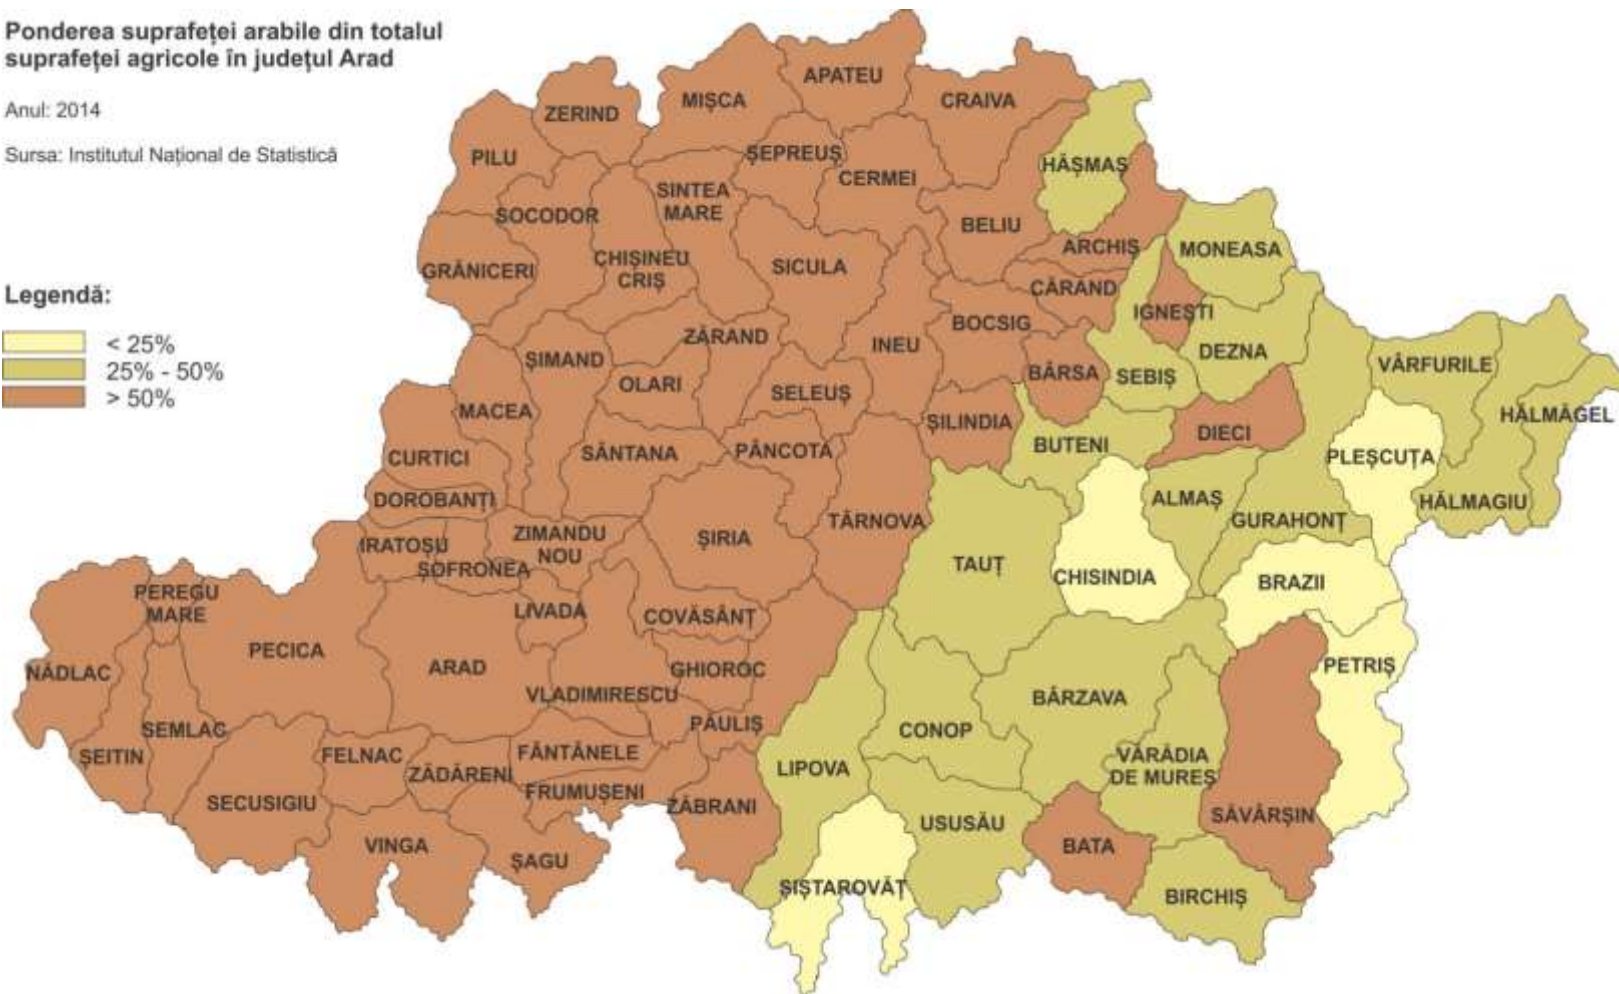 Ponderea suprafeței arabile din totalul
suprafeței agricole în județul Arad
Anul: 2014
Sursa: Institutul Național de Statistică
Legendă:
< 25%
25% - 50%
> 50%
APATEU
MIȘCA
CRAIVA
ZERIND
PILU
ȘEPREUȘ
HĂȘMAȘ
CERMEI
SINTEA
MARE
SOCODOR
BELIU
ARCHIȘ
MONEASA
GRĂNICERI
CHIȘINEU
CRIȘ
SICULA
CĂRAND
IGNEȘTI
BOCSIG
ZĂRAND
INEU
DEZNA
ȘIMAND
VÂRFURILE
BÂRSA
SEBIȘ
OLARI
SELEUȘ
MACEA
HĂLMĂGEL
ȘILINDIA
DIECI
BUTENI
PÂNCOTA
SÂNTANA
CURTICI
PLEȘCUȚA
DOROBANȚI
ALMAȘ
HĂLMAGIU
TÂRNOVA
GURAHONȚ
ZIMANDU
NOU
ȘIRIA
IRATOȘU
ȘOFRONEA
TAUȚ
CHISINDIA
BRAZII
PEREGU
MARE
LIVADA
COVĂSÂNȚ
PECICA
ARAD
GHIOROC
PETRIȘ
NĂDLAC
VLADIMIRESCU
BÂRZAVA
PĂULIȘ
SEMLAC
CONOP
ȘEITIN
FELNAC
FÂNTÂNELE
VĂRĂDIA
DE MUREȘ
ZĂDĂRENI
LIPOVA
FRUMUȘENI
SECUSIGIU
ZĂBRANI
SĂVÂRȘIN
USUSĂU
VINGA
BATA
ȘAGU
ȘIȘTAROVĂȚ
BIRCHIȘ